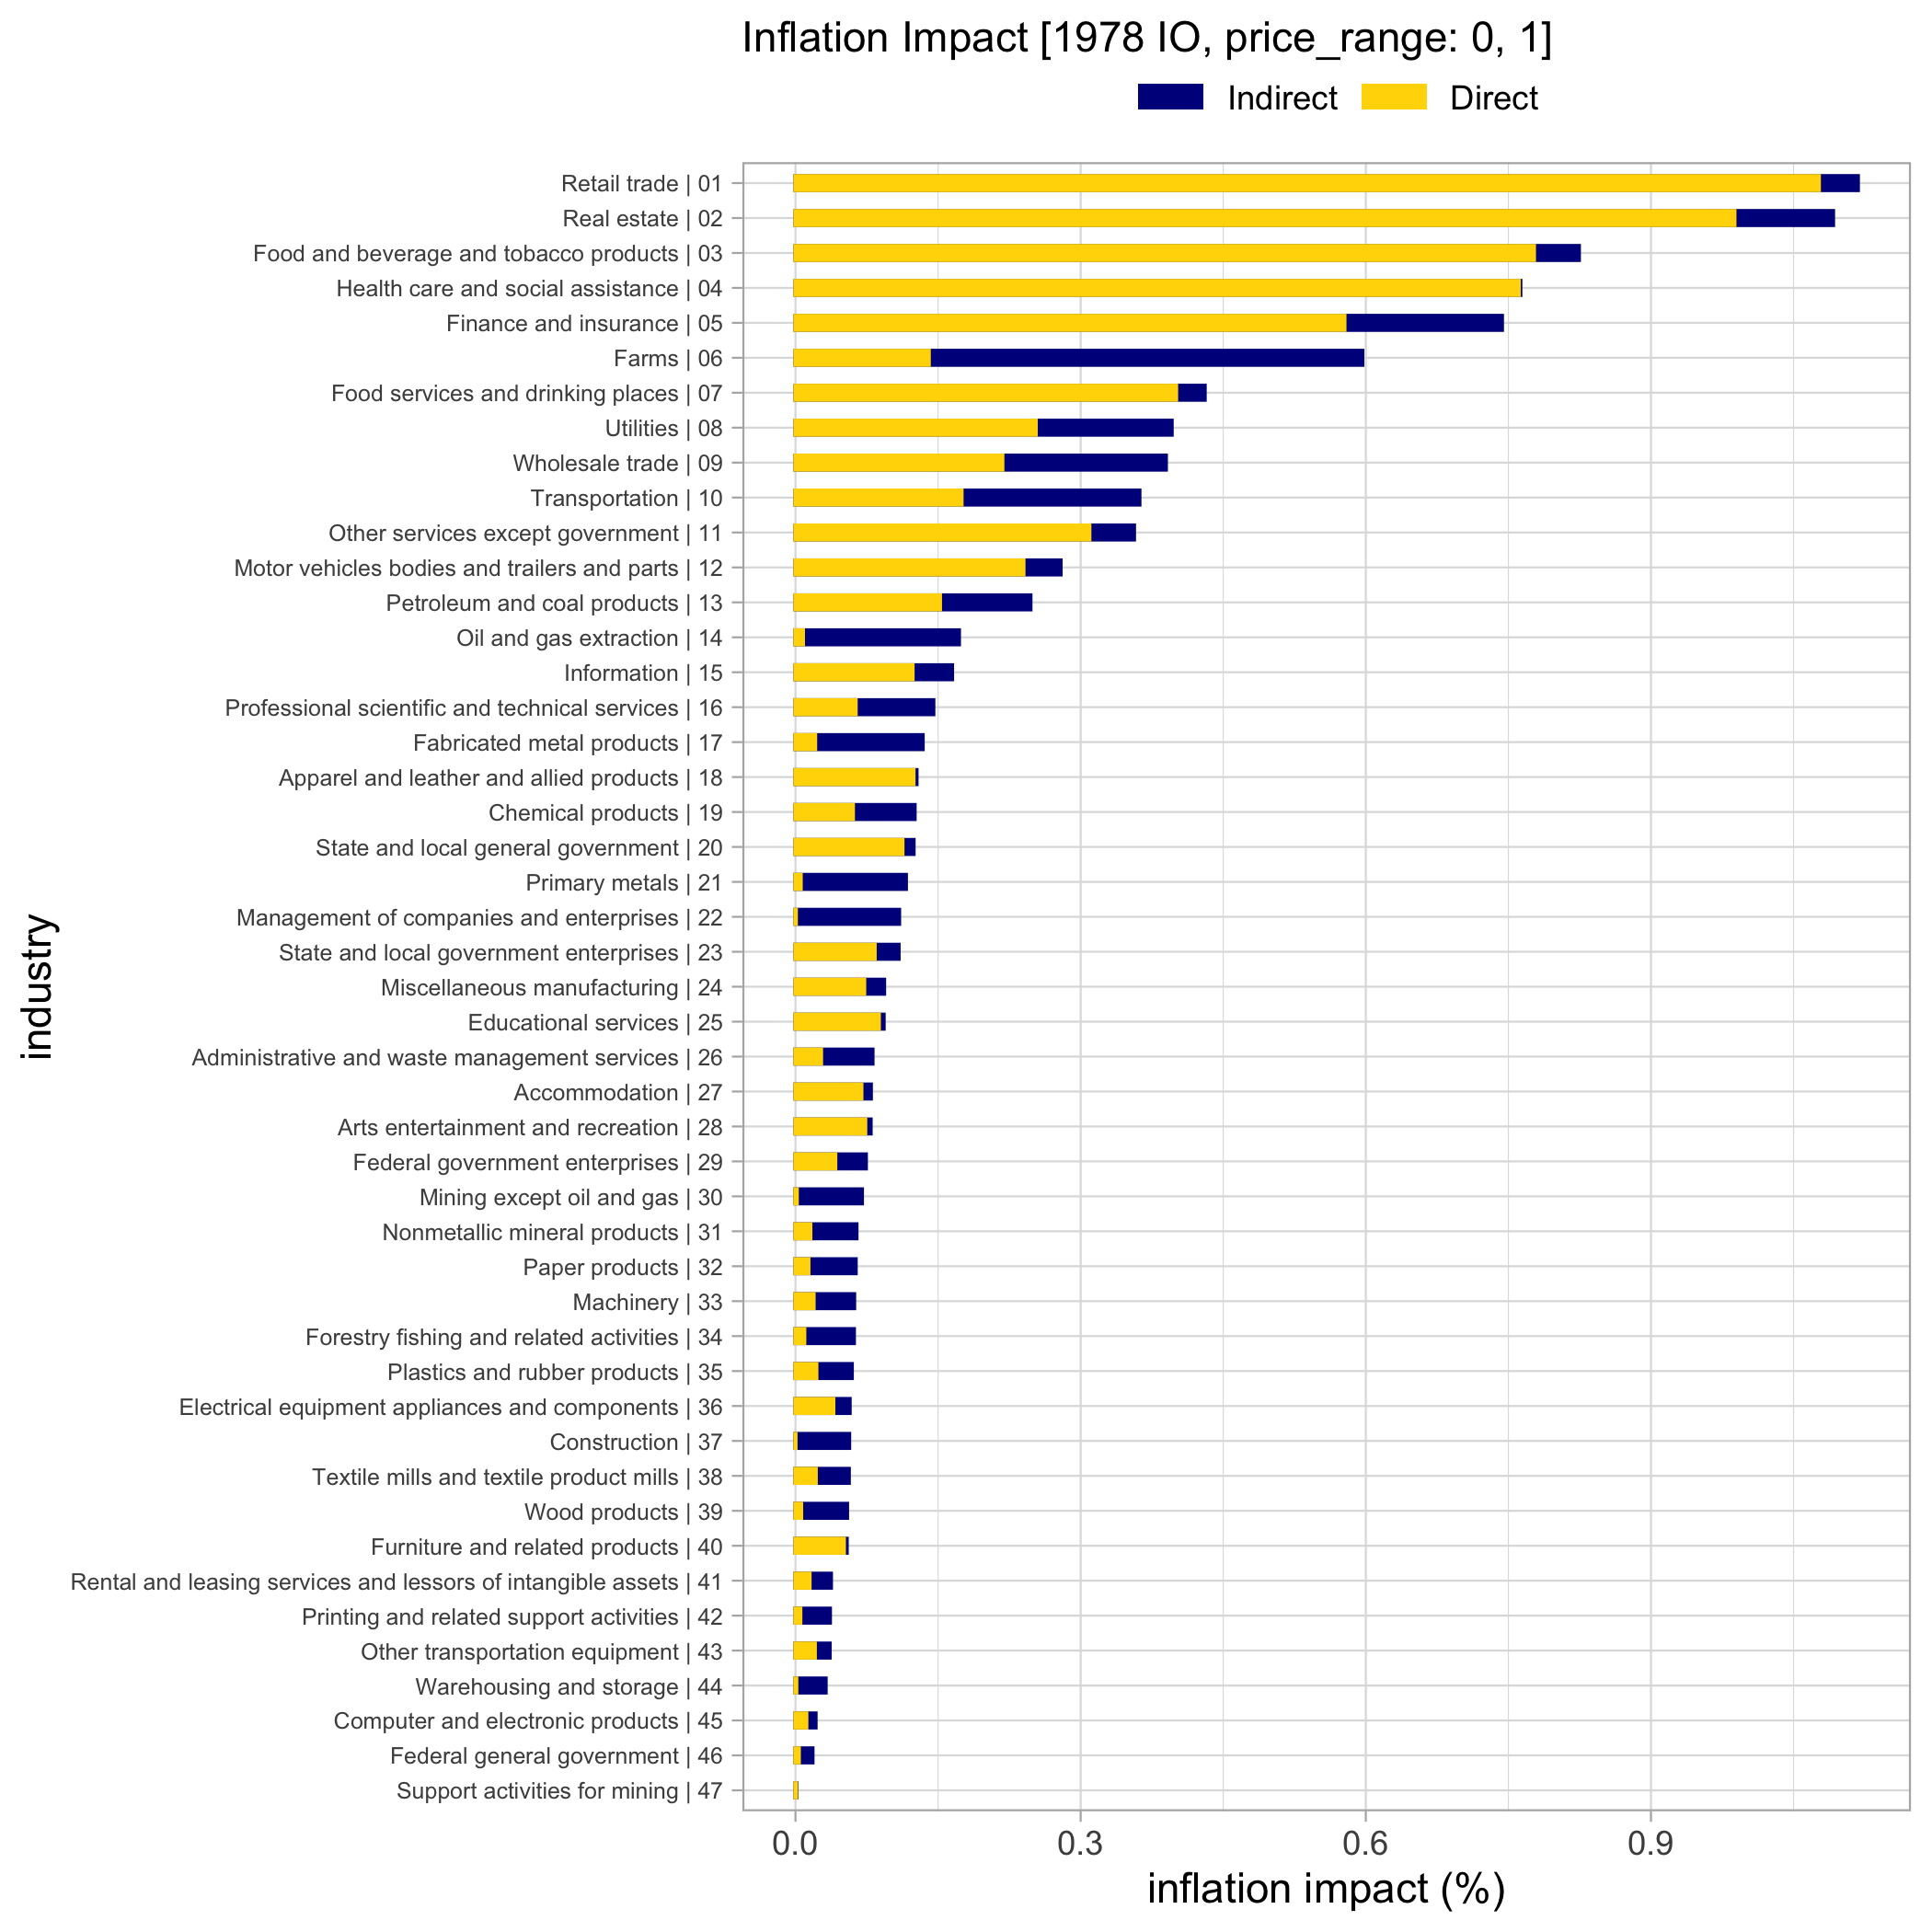 Inflation Impact [1978 IO, price_range: 0, 1]
Indirect Direct
Retail trade | 01
Real estate | 02
Food and beverage and tobacco products | 03
Health care and social assistance | 04
Finance and insurance | 05
Farms | 06
Food services and drinking places | 07
Utilities | 08
Wholesale trade | 09
Transportation | 10
Other services except government | 11
Motor vehicles bodies and trailers and parts | 12
Petroleum and coal products | 13
Oil and gas extraction | 14
Information | 15
Professional scientific and technical services | 16
Fabricated metal products | 17
Apparel and leather and allied products | 18
Chemical products | 19
State and local general government | 20
Primary metals | 21
Management of companies and enterprises | 22
State and local government enterprises | 23
Miscellaneous manufacturing | 24
Educational services | 25
Administrative and waste management services | 26
Accommodation | 27
Arts entertainment and recreation | 28
Federal government enterprises | 29
Mining except oil and gas | 30
Nonmetallic mineral products | 31
Paper products | 32
Machinery | 33
Forestry fishing and related activities | 34
Plastics and rubber products | 35
Electrical equipment appliances and components | 36
Construction | 37
Textile mills and textile product mills | 38
Wood products | 39
Furniture and related products | 40
Rental and leasing services and lessors of intangible assets | 41
Printing and related support activities | 42
Other transportation equipment | 43
Warehousing and storage | 44
Computer and electronic products | 45
Federal general government | 46
Support activities for mining | 47
industry
0.0 0.3 0.6 0.9
inflation impact (%)